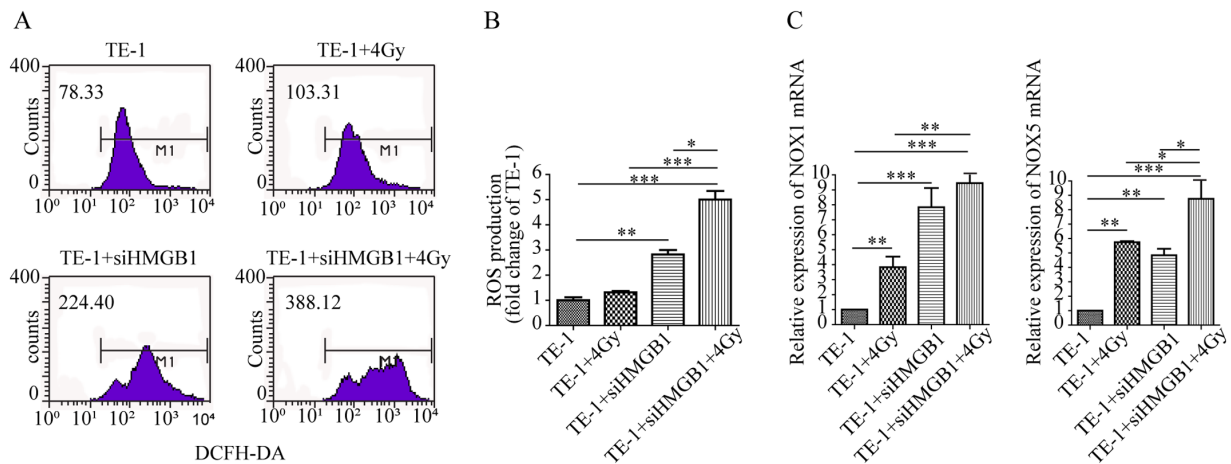 A
TE-1
400
Counts
0
78.33
M1
10⁰ 10¹ 10² 10³ 10⁴
TE-1+4Gy
400
Counts
0
103.31
M1
10⁰ 10¹ 10² 10³ 10⁴
TE-1+siHMGB1
400
counts
0
224.40
M1
10⁰ 10¹ 10² 10³ 10⁴
TE-1+siHMGB1+4Gy
400
Counts
0
388.12
M1
10⁰ 10¹ 10² 10³ 10⁴
DCFH-DA
B
ROS production
(fold change of TE-1)
6
5
4
3
2
1
0
*
***
***
**
TE-1
TE-1+4Gy
TE-1+siHMGB1
TE-1+siHMGB1+4Gy
C
Relative expression of NOX1 mRNA
10
9
8
7
6
5
4
3
2
1
0
**
***
***
**
TE-1
TE-1+4Gy
TE-1+siHMGB1
TE-1+siHMGB1+4Gy
Relative expression of NOX5 mRNA
10
9
8
7
6
5
4
3
2
1
0
*
*
***
**
**
TE-1
TE-1+4Gy
TE-1+siHMGB1
TE-1+siHMGB1+4Gy